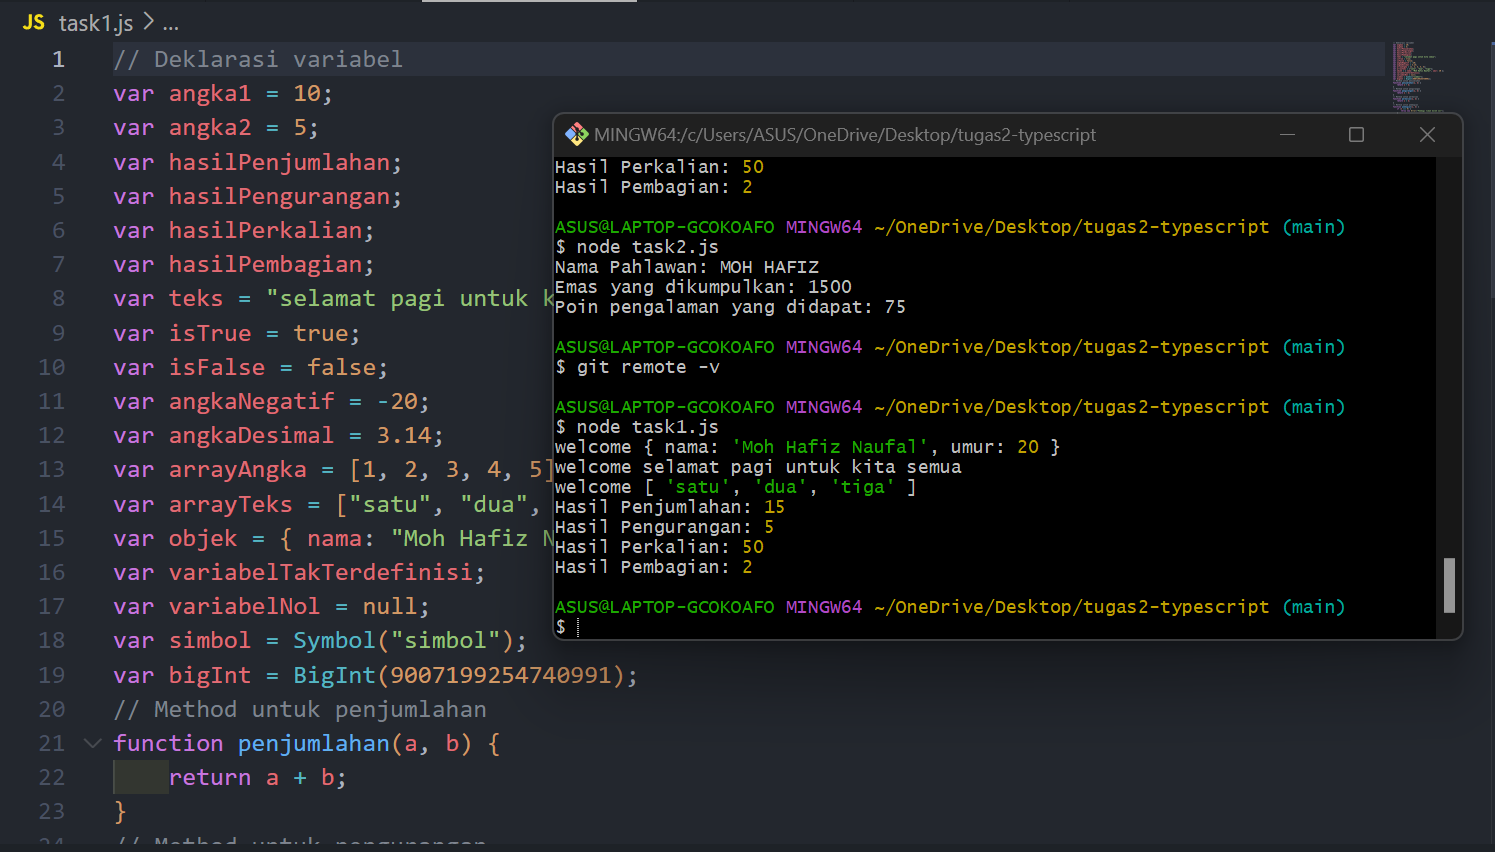 JS task1.js > ...
1 // Deklarasi variabel
2 var angka1 = 10;
3 var angka2 = 5;
4 var hasilPenjumlahan;
5 var hasilPengurangan;
6 var hasilPerkalian;
7 var hasilPembagian;
8 var teks = "selamat pagi untuk k
9 var isTrue = true;
10 var isFalse = false;
11 var angkaNegatif = -20;
12 var angkaDesimal = 3.14;
13 var arrayAngka = [1, 2, 3, 4, 5]
14 var arrayTeks = ["satu", "dua",
15 var objek = { nama: "Moh Hafiz N
16 var variabelTakTerdefinisi;
17 var variabelNol = null;
18 var simbol = Symbol("simbol");
19 var bigInt = BigInt(9007199254740991);
20 // Method untuk penjumlahan
21 function penjumlahan(a, b) {
22 return a + b;
23 }
24 // Method untuk pengurangan
MINGW64:/c/Users/ASUS/OneDrive/Desktop/tugas2-typescript
Hasil Perkalian: 50
Hasil Pembagian: 2
ASUS@LAPTOP-GCOKOAFO MINGW64 ~/OneDrive/Desktop/tugas2-typescript (main)
$ node task2.js
Nama Pahlawan: MOH HAFIZ
Emas yang dikumpulkan: 1500
Poin pengalaman yang didapat: 75
ASUS@LAPTOP-GCOKOAFO MINGW64 ~/OneDrive/Desktop/tugas2-typescript (main)
$ git remote -v
ASUS@LAPTOP-GCOKOAFO MINGW64 ~/OneDrive/Desktop/tugas2-typescript (main)
$ node task1.js
welcome { nama: 'Moh Hafiz Naufal', umur: 20 }
welcome selamat pagi untuk kita semua
welcome [ 'satu', 'dua', 'tiga' ]
Hasil Penjumlahan: 15
Hasil Pengurangan: 5
Hasil Perkalian: 50
Hasil Pembagian: 2
ASUS@LAPTOP-GCOKOAFO MINGW64 ~/OneDrive/Desktop/tugas2-typescript (main)
$